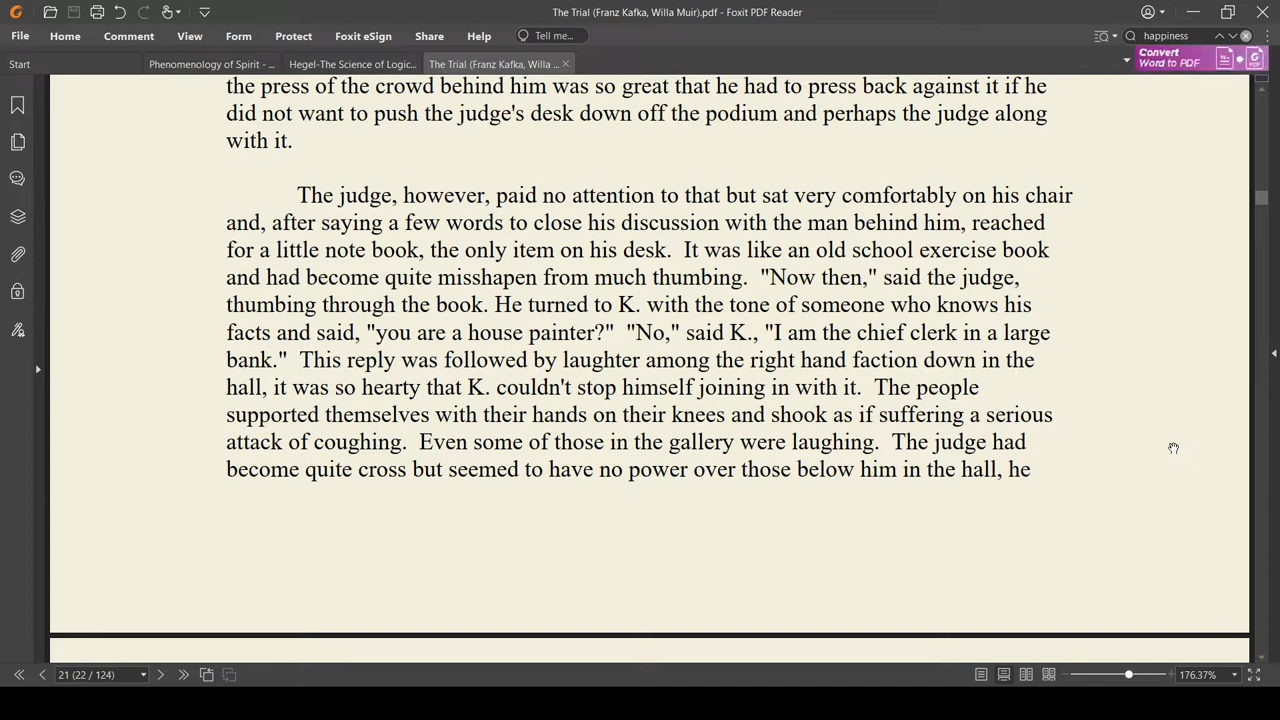 The Trial (Franz Kafka, Willa Muir).pdf - Foxit PDF Reader
File Home Comment View Form Protect Foxit eSign Share Help Tell me... happiness
Start Phenomenology of Spirit - ... Hegel-The Science of Logic... The Trial (Franz Kafka, Willa ... Convert
Word to PDF
the press of the crowd behind him was so great that he had to press back against it if he
did not want to push the judge's desk down off the podium and perhaps the judge along
with it.
The judge, however, paid no attention to that but sat very comfortably on his chair
and, after saying a few words to close his discussion with the man behind him, reached
for a little note book, the only item on his desk. It was like an old school exercise book
and had become quite misshapen from much thumbing. "Now then," said the judge,
thumbing through the book. He turned to K. with the tone of someone who knows his
facts and said, "you are a house painter?" "No," said K., "I am the chief clerk in a large
bank." This reply was followed by laughter among the right hand faction down in the
hall, it was so hearty that K. couldn't stop himself joining in with it. The people
supported themselves with their hands on their knees and shook as if suffering a serious
attack of coughing. Even some of those in the gallery were laughing. The judge had
become quite cross but seemed to have no power over those below him in the hall, he
21 (22 / 124) 176.37%